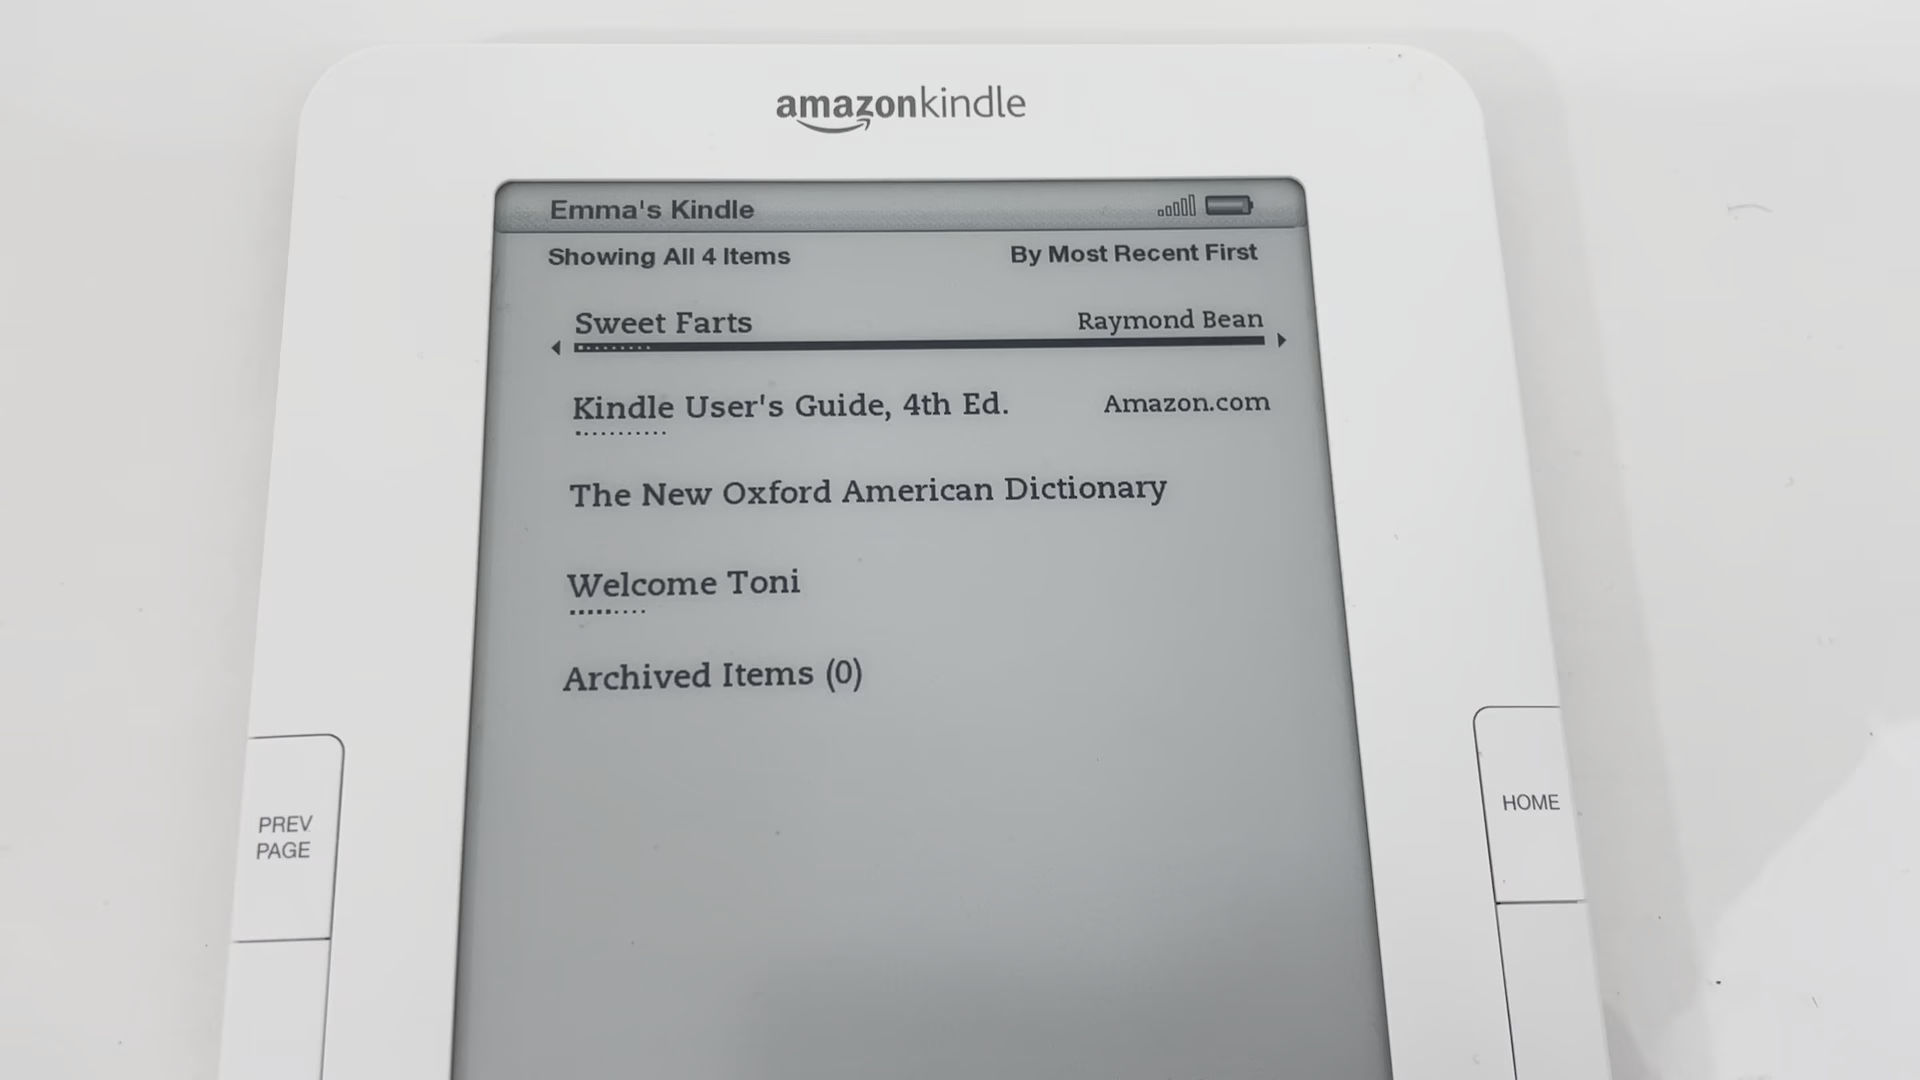 amazonkindle
Emma's Kindle
Showing All 4 Items By Most Recent First
Sweet Farts Raymond Bean
Kindle User's Guide, 4th Ed. Amazon.com
The New Oxford American Dictionary
Welcome Toni
Archived Items (0)
PREV
PAGE
HOME